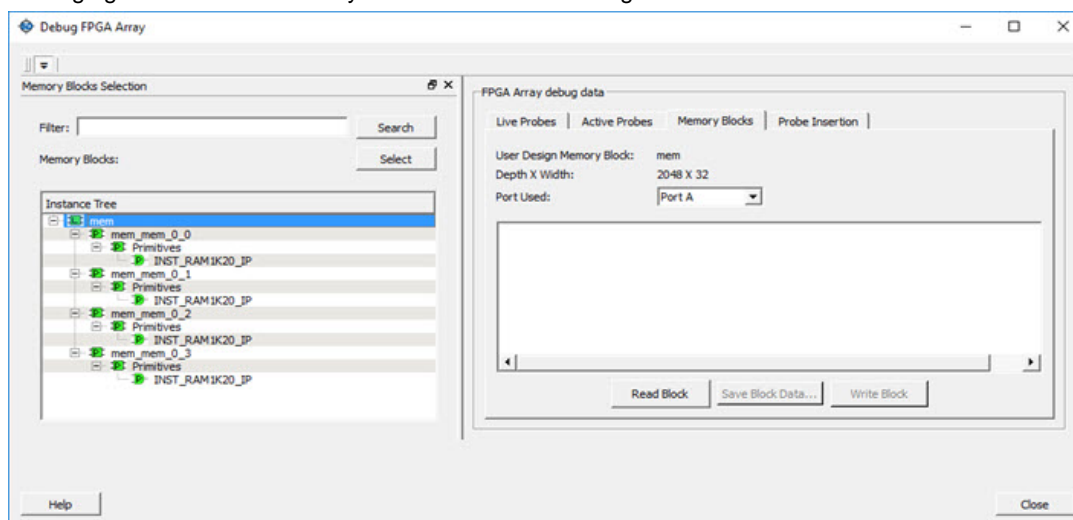 Debug FPGA Array
Memory Blocks Selection
Filter:
Search
Memory Blocks:
Select
Instance Tree
mem
mem_mem_0_0
Primitives
INST_RAM1K20_IP
mem_mem_0_1
Primitives
INST_RAM1K20_IP
mem_mem_0_2
Primitives
INST_RAM1K20_IP
mem_mem_0_3
Primitives
INST_RAM1K20_IP
FPGA Array debug data
Live Probes Active Probes Memory Blocks Probe Insertion
User Design Memory Block: mem
Depth X Width: 2048 X 32
Port Used: Port A
Read Block Save Block Data... Write Block
Help
Close